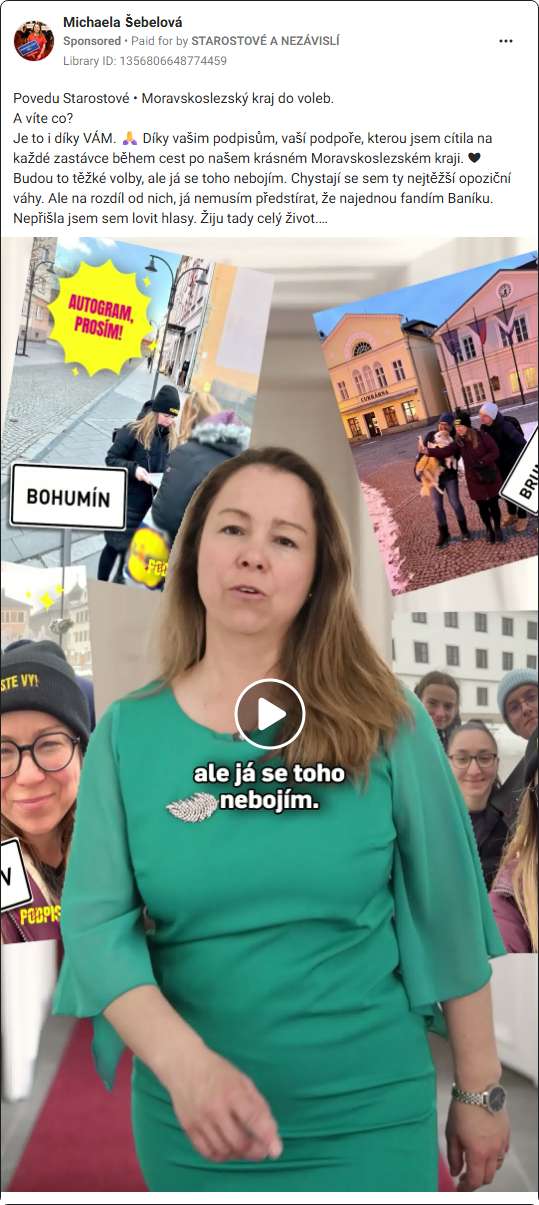 Michaela Šebelová
Sponsored • Paid for by STAROSTOVÉ A NEZÁVISLÍ
Library ID: 1356806648774459
Povedu Starostové • Moravskoslezský kraj do voleb.
A víte co?
Je to i díky VÁM. 🙏 Díky vašim podpisům, vaší podpoře, kterou jsem cítila na
každé zastávce během cest po našem krásném Moravskoslezském kraji. 🖤
Budou to těžké volby, ale já se toho nebojím. Chystají se sem ty nejtěžší opoziční
váhy. Ale na rozdíl od nich, já nemusím předstírat, že najednou fandím Baníku.
Nepřišla jsem sem lovit hlasy. Žiju tady celý život....
AUTOGRAM,
PROSÍM!
CUKRÁRNA
BOHUMÍN
BRU
STE VY!
ale já se toho
nebojím.
V
PODPIS